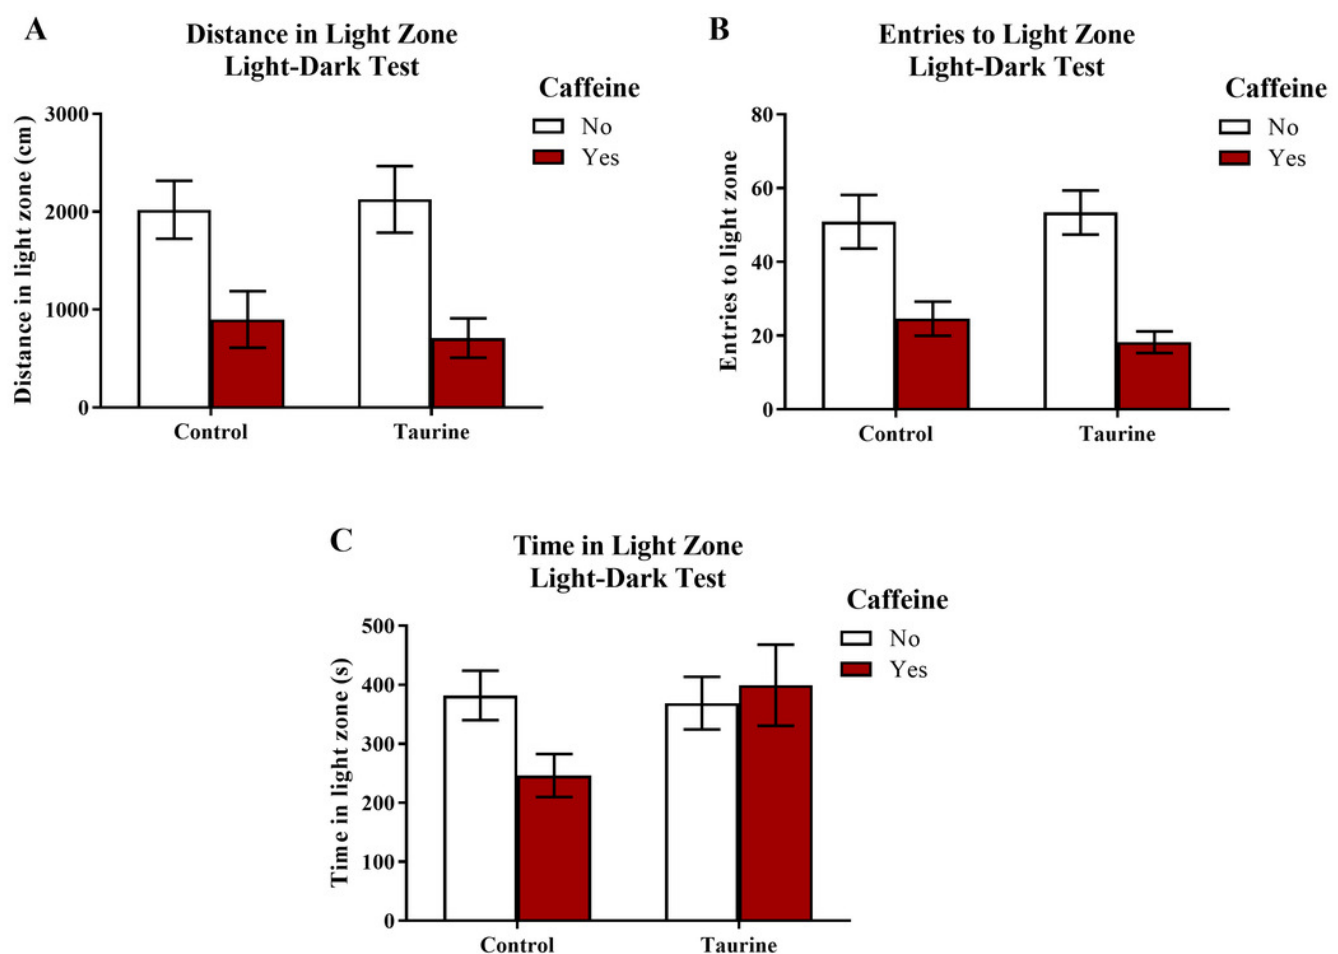 A
Distance in Light Zone
Light-Dark Test
Caffeine
No
Yes
Distance in light zone (cm)
3000
2000
1000
0
Control
Taurine
B
Entries to Light Zone
Light-Dark Test
Caffeine
No
Yes
Entries to light zone
80
60
40
20
0
Control
Taurine
C
Time in Light Zone
Light-Dark Test
Caffeine
No
Yes
Time in light zone (s)
500
400
300
200
100
0
Control
Taurine